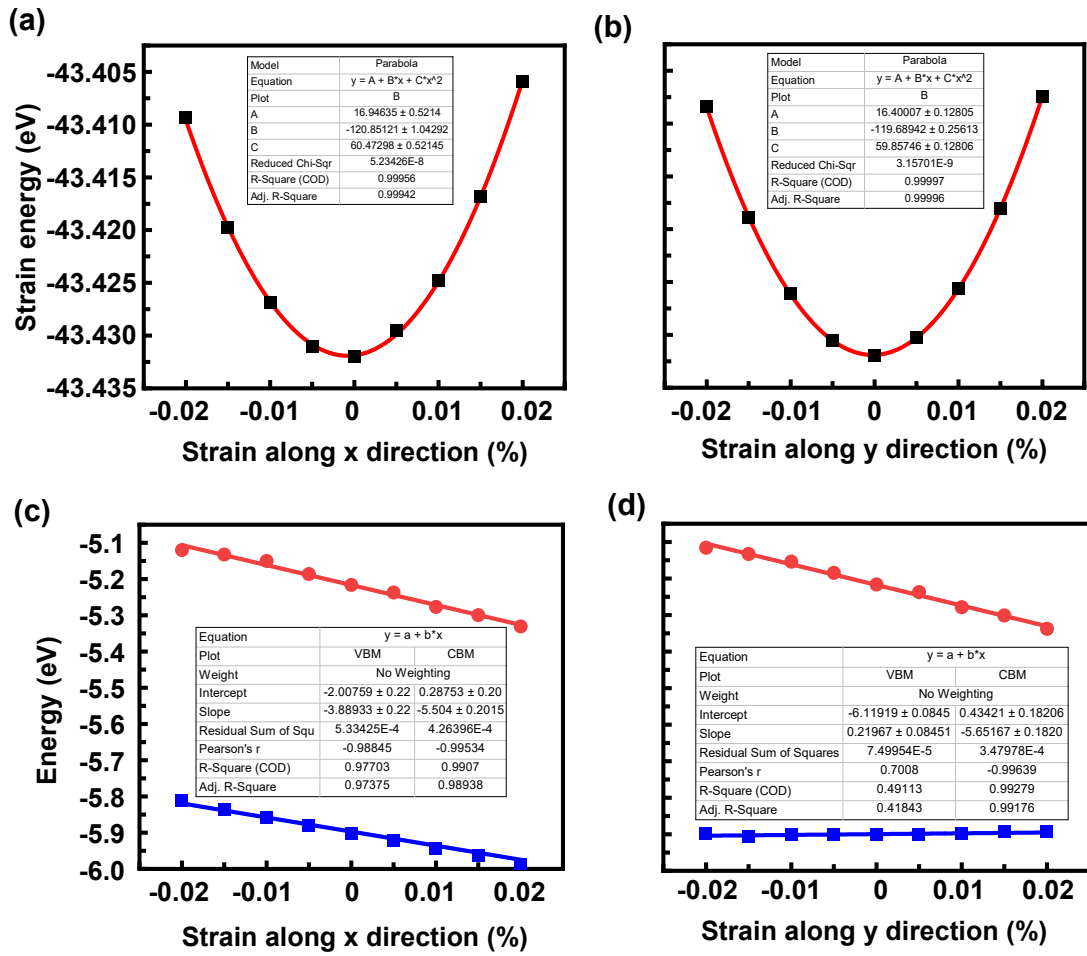 (a)
Strain energy (eV)
-43.405
-43.410
-43.415
-43.420
-43.425
-43.430
-43.435
Model Parabola
Equation y = A + B*x + C*x^2
Plot B
A 16.94635 ± 0.5214
B -120.85121 ± 1.04292
C 60.47298 ± 0.52145
Reduced Chi-Sqr 5.23426E-8
R-Square (COD) 0.99956
Adj. R-Square 0.99942
-0.02 -0.01 0 0.01 0.02
Strain along x direction (%)
(b)
Model Parabola
Equation y = A + B*x + C*x^2
Plot B
A 16.40007 ± 0.12805
B -119.68942 ± 0.25613
C 59.85746 ± 0.12806
Reduced Chi-Sqr 3.15701E-9
R-Square (COD) 0.99997
Adj. R-Square 0.99996
-0.02 -0.01 0 0.01 0.02
Strain along y direction (%)
(c)
Energy (eV)
-5.1
-5.2
-5.3
-5.4
-5.5
-5.6
-5.7
-5.8
-5.9
-6.0
Equation y = a + b*x
Plot VBM CBM
Weight No Weighting
Intercept -2.00759 ± 0.22 0.28753 ± 0.20
Slope -3.88933 ± 0.22 -5.504 ± 0.2015
Residual Sum of Squ 5.33425E-4 4.26396E-4
Pearson's r -0.98845 -0.99534
R-Square (COD) 0.97703 0.9907
Adj. R-Square 0.97375 0.98938
-0.02 -0.01 0 0.01 0.02
Strain along x direction (%)
(d)
Equation y = a + b*x
Plot VBM CBM
Weight No Weighting
Intercept -6.11919 ± 0.0845 0.43421 ± 0.18206
Slope 0.21967 ± 0.08451 -5.65167 ± 0.1820
Residual Sum of Squares 7.49954E-5 3.47978E-4
Pearson's r 0.7008 -0.99639
R-Square (COD) 0.49113 0.99279
Adj. R-Square 0.41843 0.99176
-0.02 -0.01 0 0.01 0.02
Strain along y direction (%)